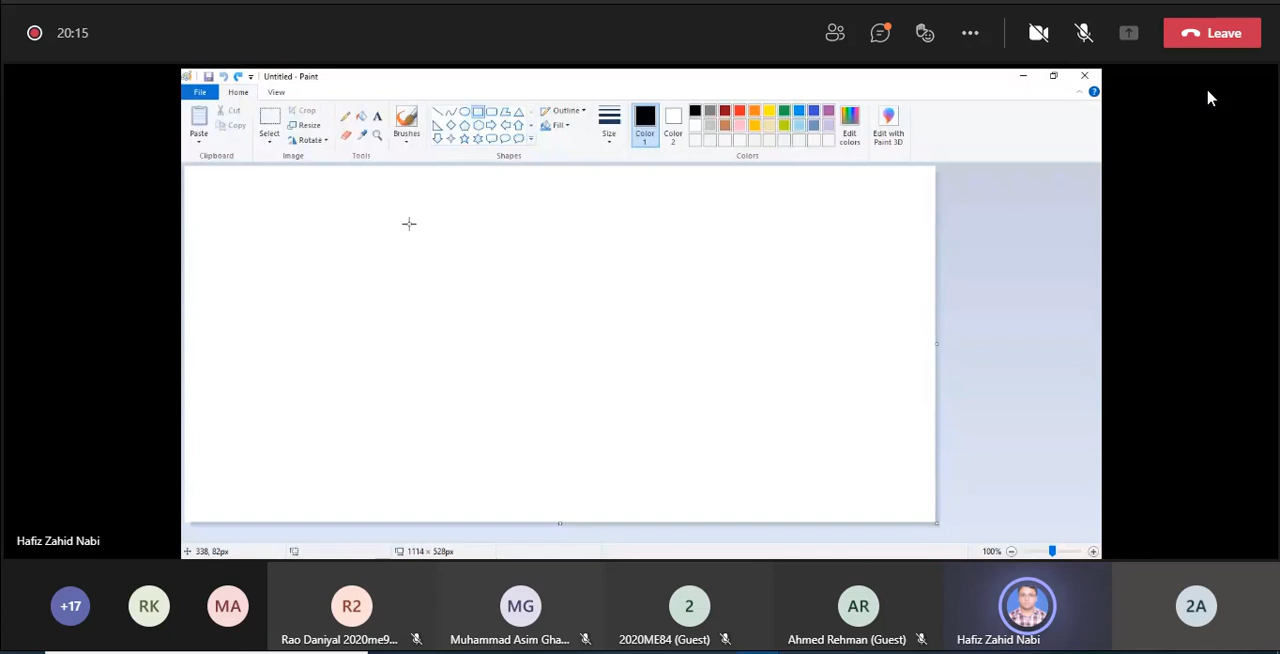 20:15
Leave
Untitled - Paint
File Home View
Paste
Cut
Copy
Clipboard
Select
Crop
Resize
Rotate
Image
A
Tools
Brushes
Outline
Fill
Shapes
Size
Color
1
Color
2
Edit
colors
Colors
Edit with
Paint 3D
Hafiz Zahid Nabi
338, 82px
1114 × 528px
100%
+17
RK
MA
R2
MG
2
AR
2A
Rao Daniyal 2020me9...
Muhammad Asim Gha...
2020ME84 (Guest)
Ahmed Rehman (Guest)
Hafiz Zahid Nabi